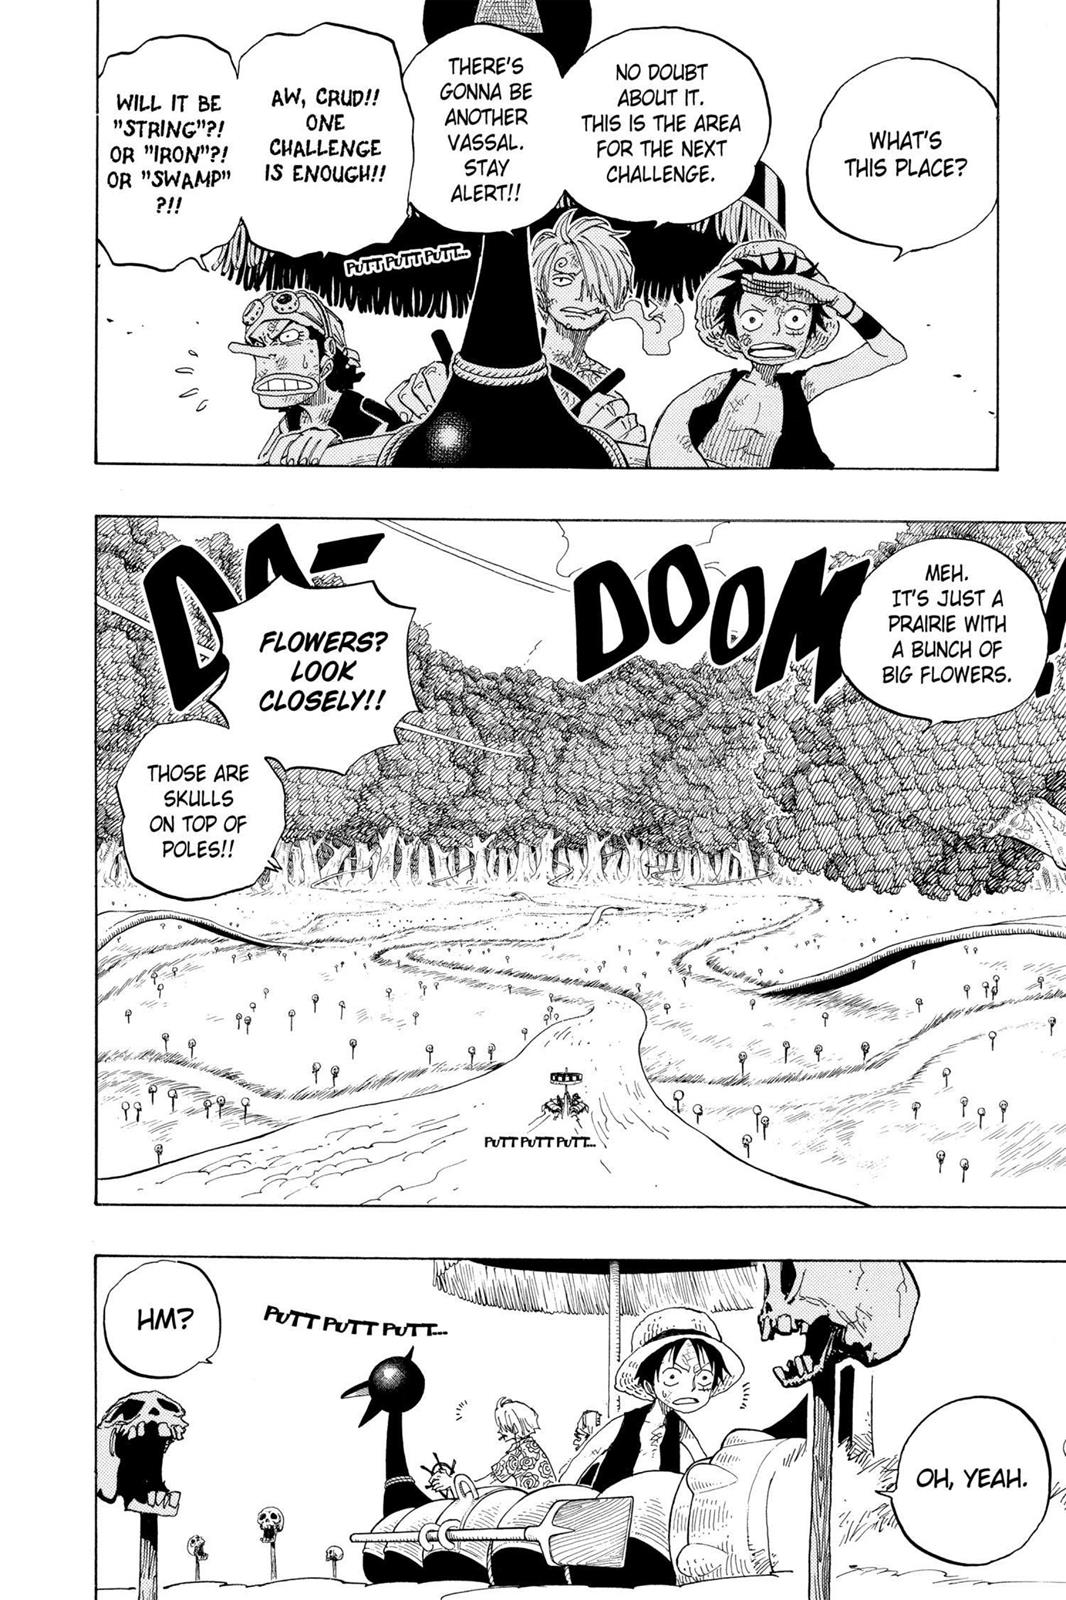 WHAT'S
THIS PLACE?
NO DOUBT
ABOUT IT.
THIS IS THE AREA
FOR THE NEXT
CHALLENGE.
THERE'S
GONNA BE
ANOTHER
VASSAL.
STAY
ALERT!!
AW, CRUD!!
ONE
CHALLENGE
IS ENOUGH!!
WILL IT BE
"STRING"?!
OR "IRON"?!
OR "SWAMP"
?!!
PUTT PUTT PUTT...
MEH.
IT'S JUST A
PRAIRIE WITH
A BUNCH OF
BIG FLOWERS.
DA-
DOOM!!
FLOWERS?
LOOK
CLOSELY!!
THOSE ARE
SKULLS
ON TOP OF
POLES!!
PUTT PUTT PUTT...
HM?
PUTT PUTT PUTT...
OH, YEAH.